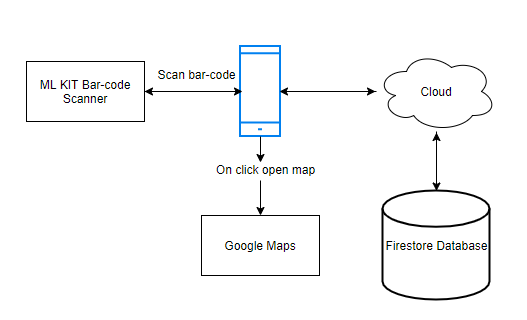 Scan bar-code
ML KIT Bar-code
Scanner
Cloud
On click open map
Google Maps
Firestore Database